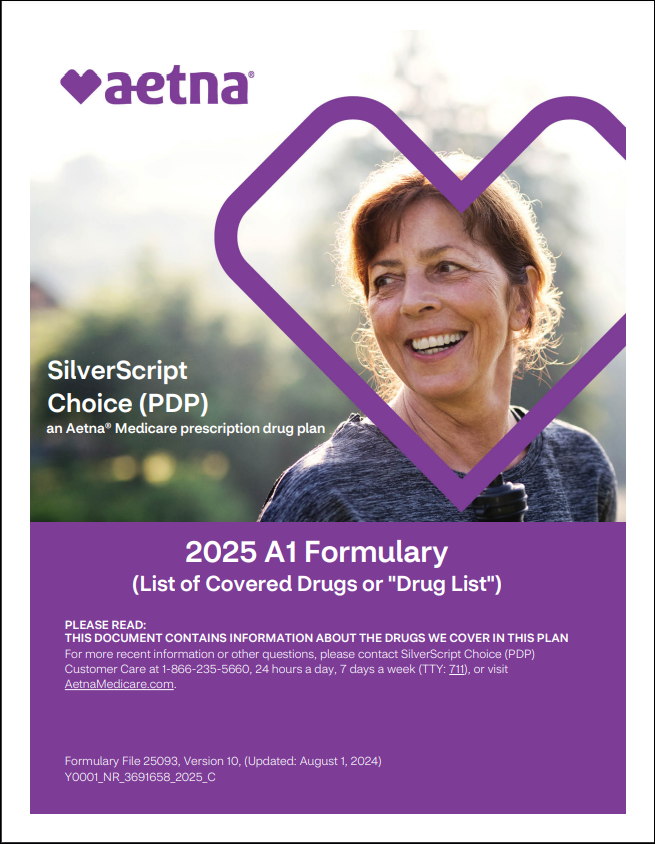 aetna®
SilverScript
Choice (PDP)
an Aetna® Medicare prescription drug plan
2025 A1 Formulary
(List of Covered Drugs or "Drug List")
PLEASE READ:
THIS DOCUMENT CONTAINS INFORMATION ABOUT THE DRUGS WE COVER IN THIS PLAN
For more recent information or other questions, please contact SilverScript Choice (PDP)
Customer Care at 1-866-235-5660, 24 hours a day, 7 days a week (TTY: 711), or visit
AetnaMedicare.com.
Formulary File 25093, Version 10, (Updated: August 1, 2024)
Y0001_NR_3691658_2025_C